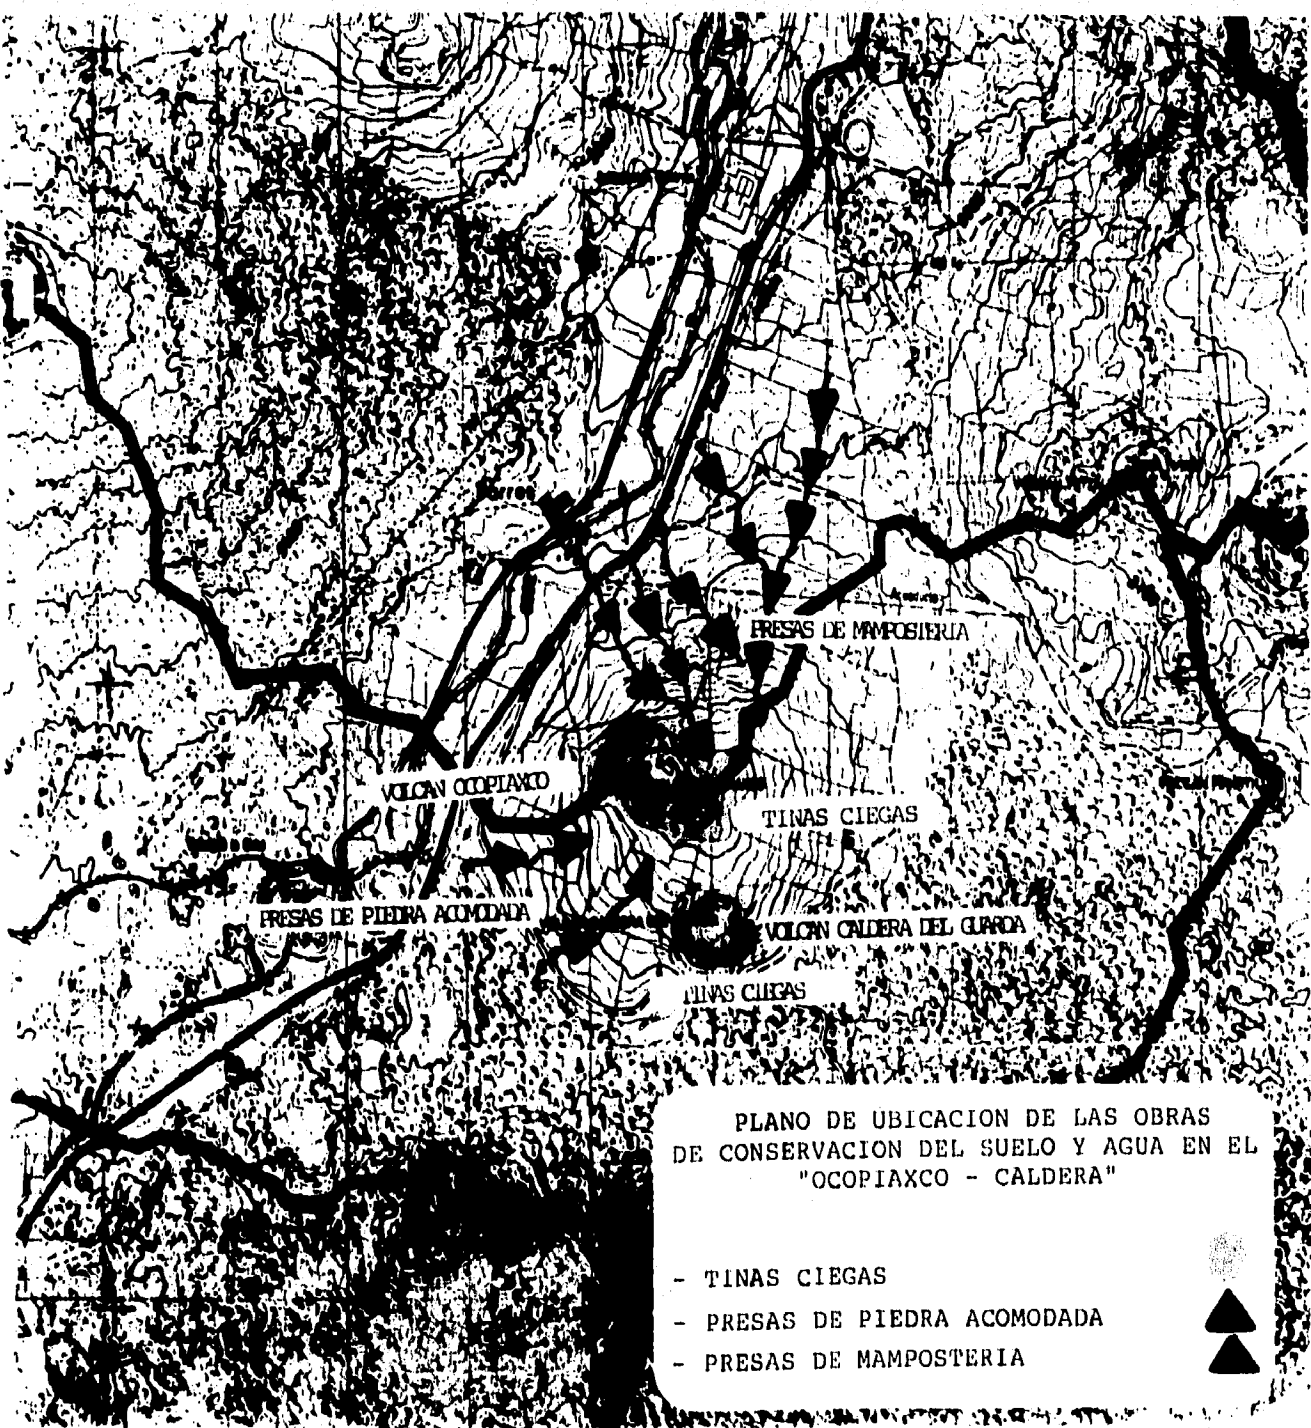 PRESAS DE MAMPOSTERIA
VOLCAN OCOPIAXCO
TINAS CIEGAS
PRESAS DE PIEDRA ACOMODADA
VOLCAN CALDERA DEL GUARDA
TINAS CIEGAS
PLANO DE UBICACION DE LAS OBRAS
DE CONSERVACION DEL SUELO Y AGUA EN EL
"OCOPIAXCO - CALDERA"
- TINAS CIEGAS
- PRESAS DE PIEDRA ACOMODADA
- PRESAS DE MAMPOSTERIA